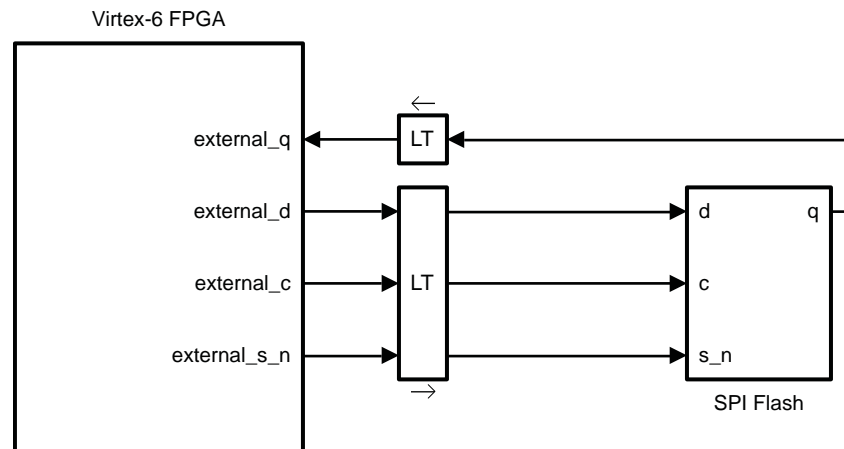 Virtex-6 FPGA
external_q
LT
external_d
d
q
external_c
LT
c
external_s_n
s_n
SPI Flash